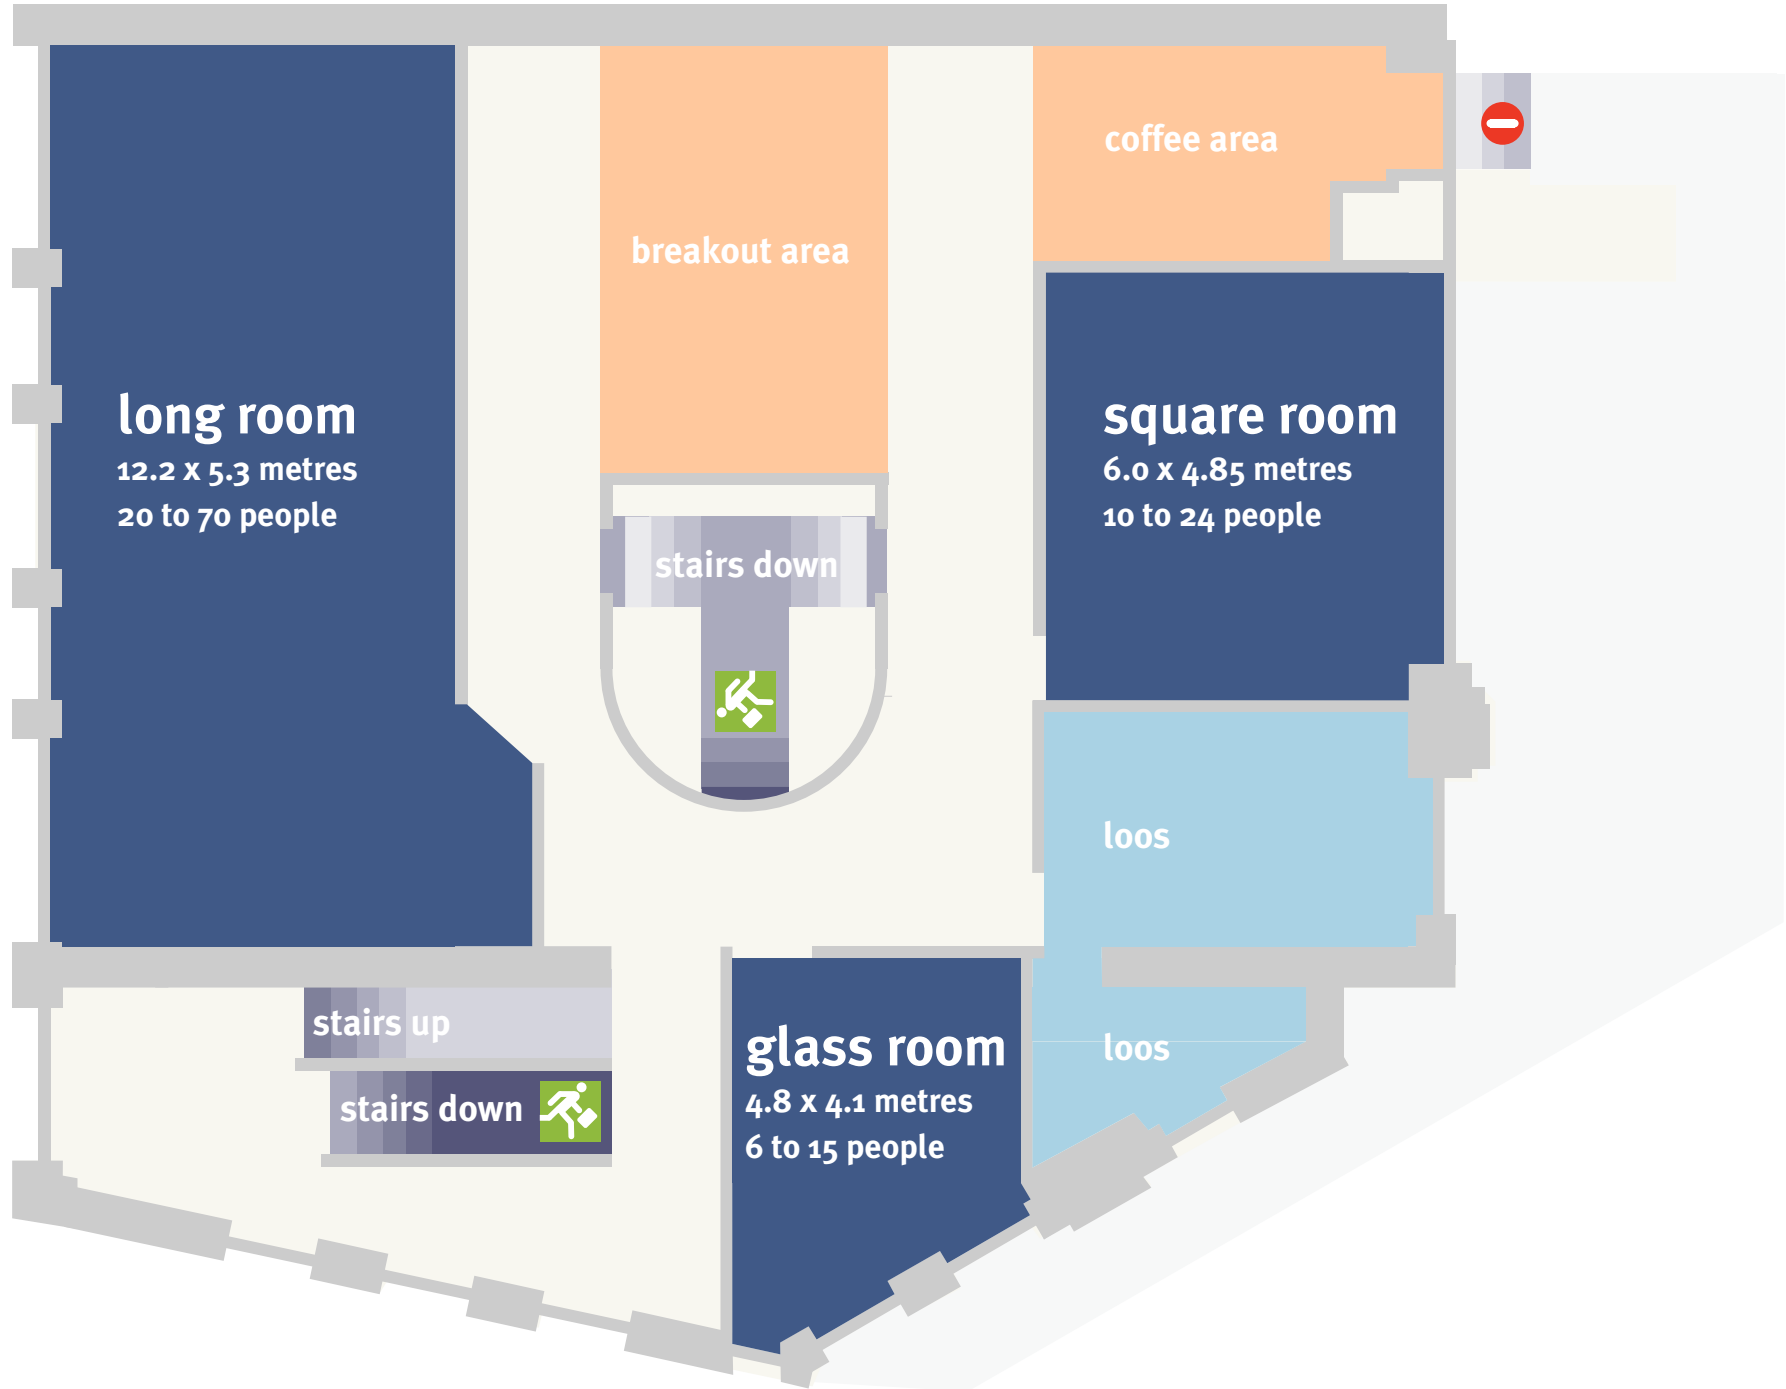 coffee area
breakout area
long room
12.2 x 5.3 metres
20 to 70 people
square room
6.0 x 4.85 metres
10 to 24 people
stairs down
loos
stairs up
glass room
4.8 x 4.1 metres
6 to 15 people
loos
stairs down